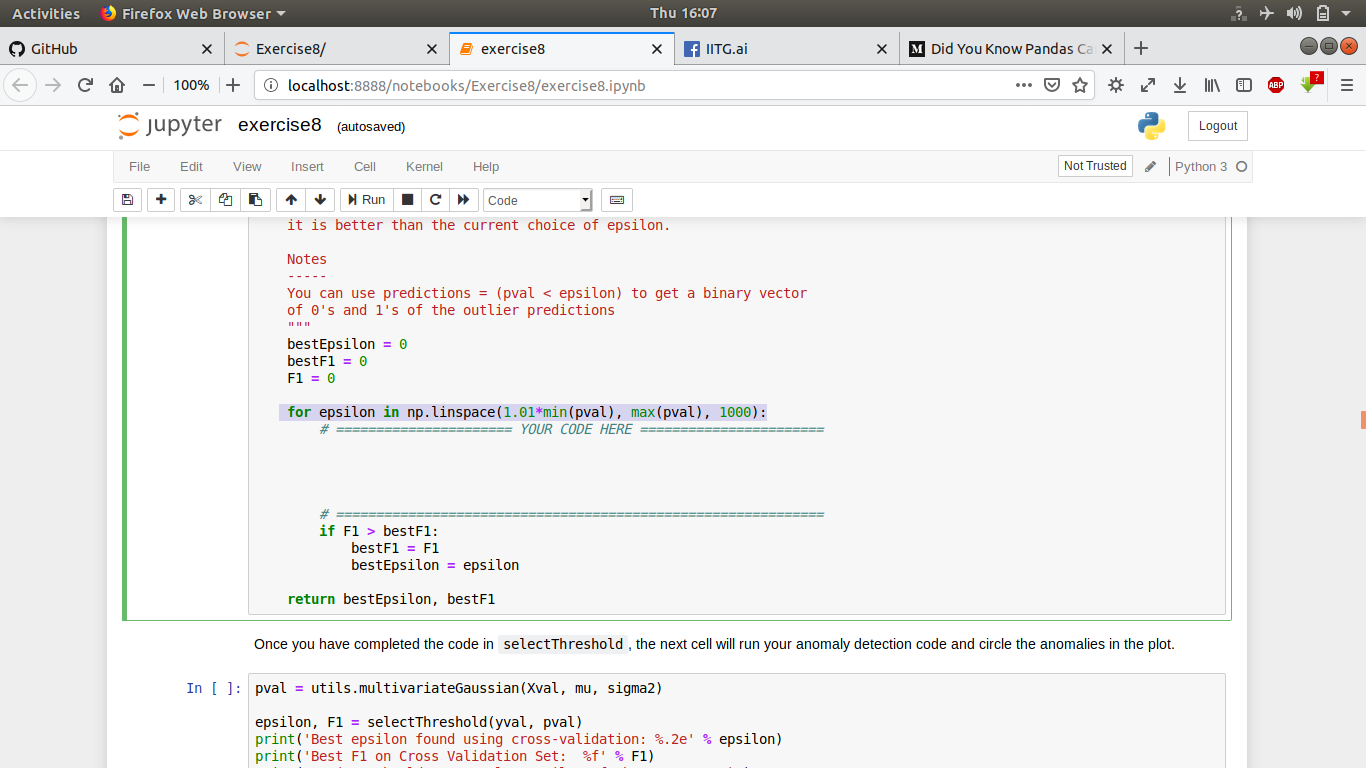 Activities Firefox Web Browser Thu 16:07
GitHub Exercise8/ exercise8 IITG.ai Did You Know Pandas Ca
100% localhost:8888/notebooks/Exercise8/exercise8.ipynb ABP ?
jupyter exercise8 (autosaved) Logout
File Edit View Insert Cell Kernel Help Not Trusted Python 3
Run Code
it is better than the current choice of epsilon.
Notes
-----
You can use predictions = (pval < epsilon) to get a binary vector
of 0's and 1's of the outlier predictions
"""
bestEpsilon = 0
bestF1 = 0
F1 = 0
for epsilon in np.linspace(1.01*min(pval), max(pval), 1000):
# ====================== YOUR CODE HERE =======================
# =============================================================
if F1 > bestF1:
bestF1 = F1
bestEpsilon = epsilon
return bestEpsilon, bestF1
Once you have completed the code in selectThreshold, the next cell will run your anomaly detection code and circle the anomalies in the plot.
In [ ]: pval = utils.multivariateGaussian(Xval, mu, sigma2)
epsilon, F1 = selectThreshold(yval, pval)
print('Best epsilon found using cross-validation: %.2e' % epsilon)
print('Best F1 on Cross Validation Set:  %f' % F1)